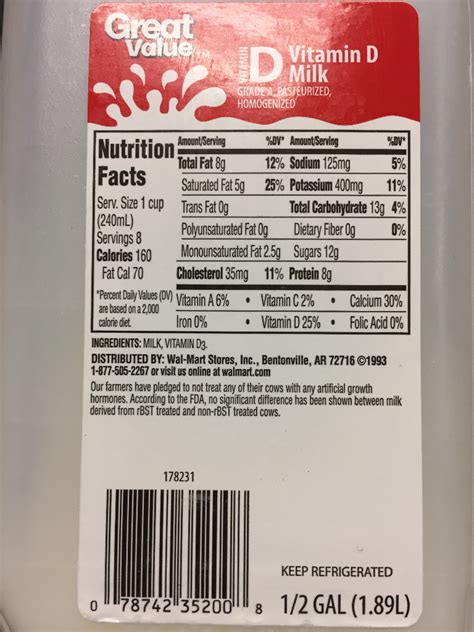 Great
Value™
VITAMIN
D
Vitamin D
Milk
GRADE A, PASTEURIZED,
HOMOGENIZED
Nutrition
Facts
Serv. Size 1 cup
(240mL)
Servings 8
Calories 160
Fat Cal 70
*Percent Daily Values (DV)
are based on a 2,000
calorie diet.
Amount/Serving %DV* Amount/Serving %DV*
Total Fat 8g 12% Sodium 125mg 5%
Saturated Fat 5g 25% Potassium 400mg 11%
Trans Fat 0g Total Carbohydrate 13g 4%
Polyunsaturated Fat 0g Dietary Fiber 0g 0%
Monounsaturated Fat 2.5g Sugars 12g
Cholesterol 35mg 11% Protein 8g
Vitamin A 6% • Vitamin C 2% • Calcium 30%
Iron 0% • Vitamin D 25% • Folic Acid 0%
INGREDIENTS: MILK, VITAMIN D3.
DISTRIBUTED BY: Wal-Mart Stores, Inc., Bentonville, AR 72716 ©1993
1-877-505-2267 or visit us online at walmart.com
Our farmers have pledged to not treat any of their cows with any artificial growth
hormones. According to the FDA, no significant difference has been shown between milk
derived from rBST treated and non-rBST treated cows.
178231
0 78742 35200 8
KEEP REFRIGERATED
1/2 GAL (1.89L)